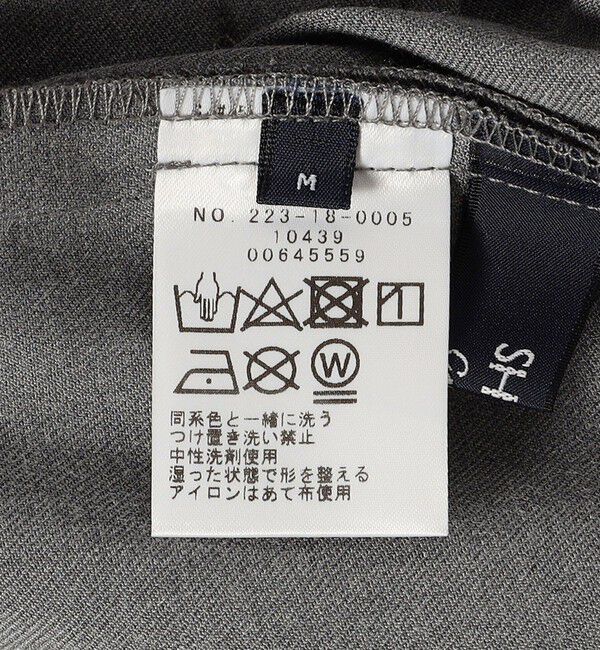 M
NO. 223-18-0005
10439
00645559
W
同系色と一緒に洗う
つけ置き洗い禁止
中性洗剤使用
湿った状態で形を整える
アイロンはあて布使用
SH